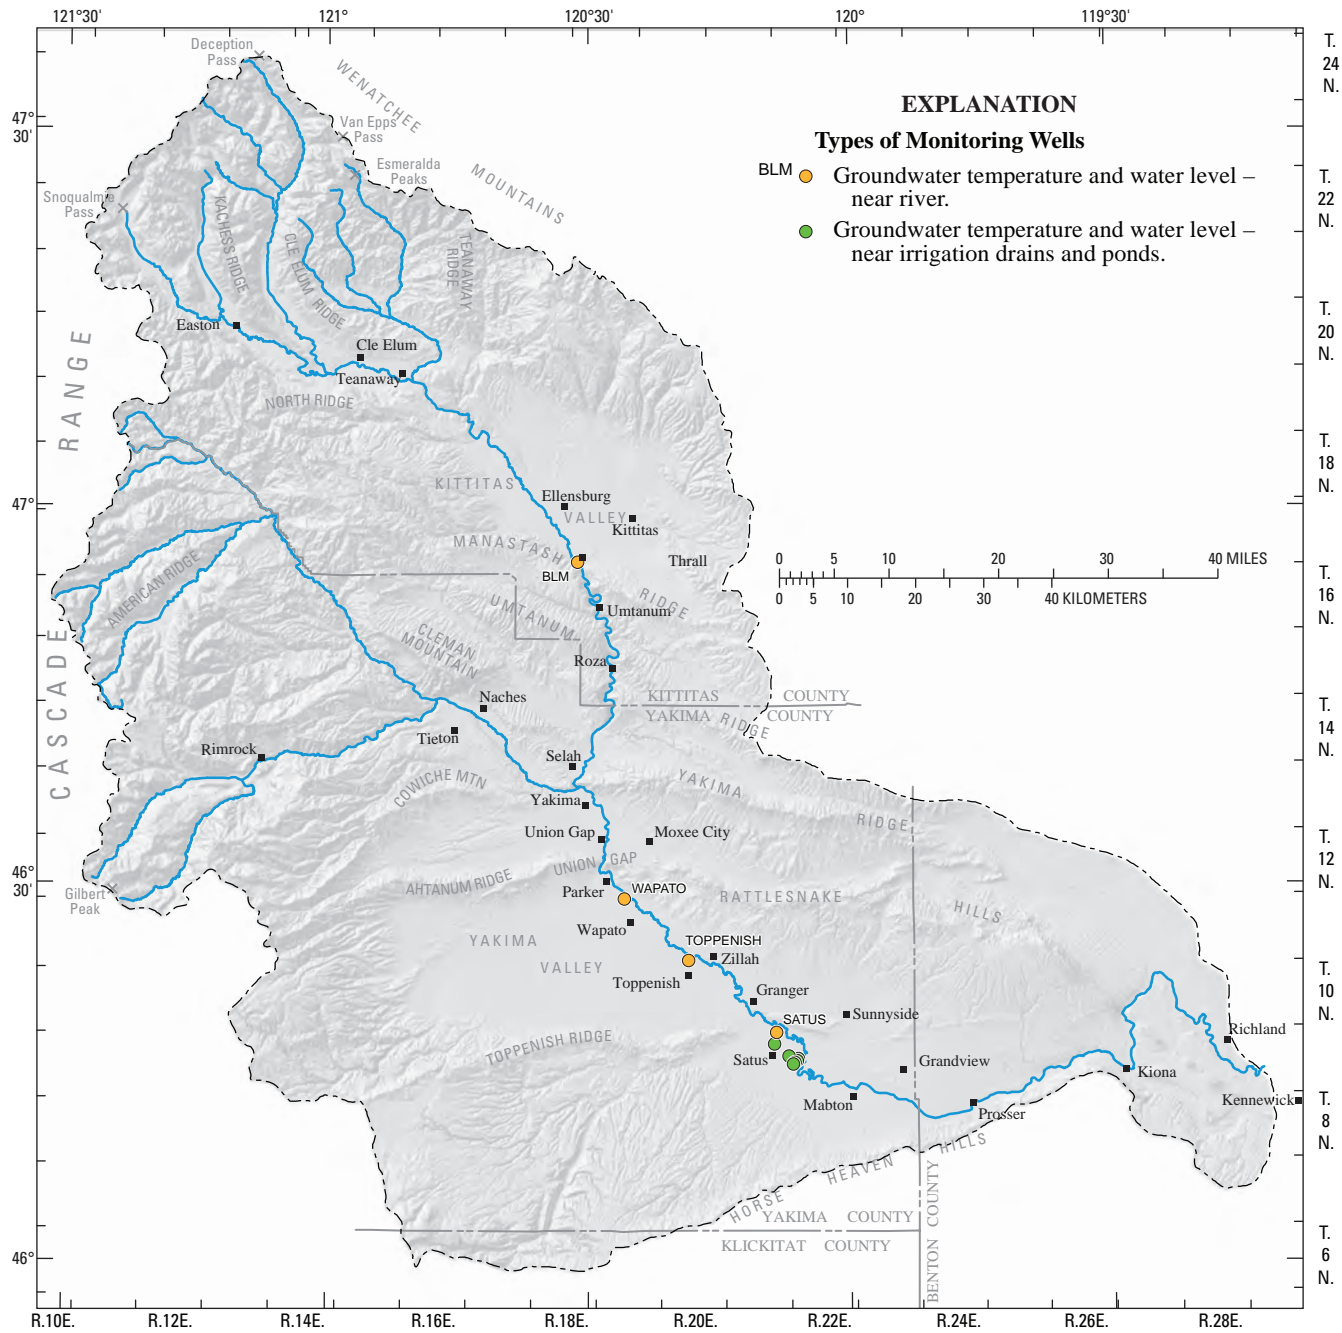 121°30'
121°
120°30'
120°
119°30'
T.
24
N.
T.
22
N.
T.
20
N.
T.
18
N.
T.
16
N.
T.
14
N.
T.
12
N.
T.
10
N.
T.
8
N.
T.
6
N.
47°
30'
47°
46°
30'
46°
EXPLANATION
Types of Monitoring Wells
BLM
Groundwater temperature and water level –
near river.
Groundwater temperature and water level –
near irrigation drains and ponds.
Deception
Pass
WENATCHEE
MOUNTAINS
Van Epps
Pass
Esmeralda
Peaks
Snoqualmie
Pass
KACHESS RIDGE
CLE ELUM RIDGE
TEANAWAY
RIDGE
Easton
Cle Elum
Teanaway
NORTH RIDGE
CASCADE RANGE
KITTITAS
VALLEY
Ellensburg
Kittitas
MANASTASH
RIDGE
Thrall
BLM
AMERICAN RIDGE
UMTANUM
RIDGE
Umtanum
CLEMAN
MOUNTAIN
Roza
0 5 10 20 30 40 MILES
0 5 10 20 30 40 KILOMETERS
KITTITAS COUNTY
YAKIMA COUNTY
Naches
Tieton
Rimrock
Selah
COWICHE MTN
YAKIMA
RIDGE
Yakima
Union Gap
Moxee City
UNION GAP
AHTANUM RIDGE
Parker
WAPATO
RATTLESNAKE
HILLS
Gilbert
Peak
Wapato
YAKIMA
VALLEY
TOPPENISH
Zillah
Toppenish
Granger
SATUS
Sunnyside
TOPPENISH RIDGE
Satus
Grandview
Mabton
Prosser
Kiona
Richland
Kennewick
HORSE HEAVEN HILLS
YAKIMA COUNTY
KLICKITAT COUNTY
BENTON COUNTY
R.10E.
R.12E.
R.14E.
R.16E.
R.18E.
R.20E.
R.22E.
R.24E.
R.26E.
R.28E.